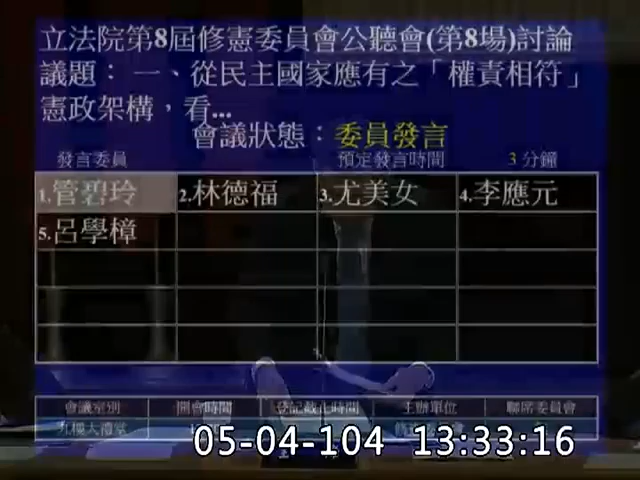 立法院第8屆修憲委員會公聽會(第8場)討論
議題： 一、從民主國家應有之「權責相符」
憲政架構，看...
會議狀態：委員發言
發言委員 預定發言時間 3 分鐘
1.管碧玲 2.林德福 3.尤美女 4.李應元
5.呂學樟
會議室別 開會時間 登記截止時間 主辦單位 聯席委員會
九樓大禮堂
05-04-104 13:33:16